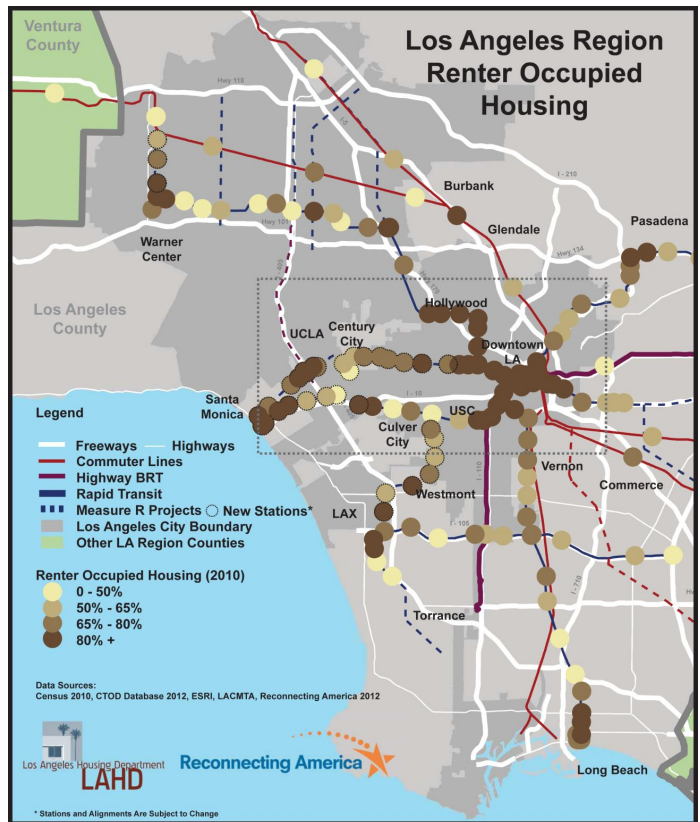 Ventura
County
Los Angeles Region
Renter Occupied
Housing
Hwy 118
I-5
I - 210
Burbank
Pasadena
Glendale
Hwy 101
Hwy 134
Warner
Center
I - 405
Hwy 170
Los Angeles
County
Hollywood
UCLA
Century
City
Downtown
LA
Santa
Monica
I - 10
USC
Culver
City
Legend
Freeways
Highways
Commuter Lines
Highway BRT
Rapid Transit
Measure R Projects
New Stations*
Los Angeles City Boundary
Other LA Region Counties
I - 110
Vernon
Westmont
Commerce
LAX
I - 105
I - 710
Renter Occupied Housing (2010)
0 - 50%
50% - 65%
65% - 80%
80% +
Torrance
Data Sources:
Census 2010, CTOD Database 2012, ESRI, LACMTA, Reconnecting America 2012
Los Angeles Housing Department
LAHD
Reconnecting America
Long Beach
* Stations and Alignments Are Subject to Change